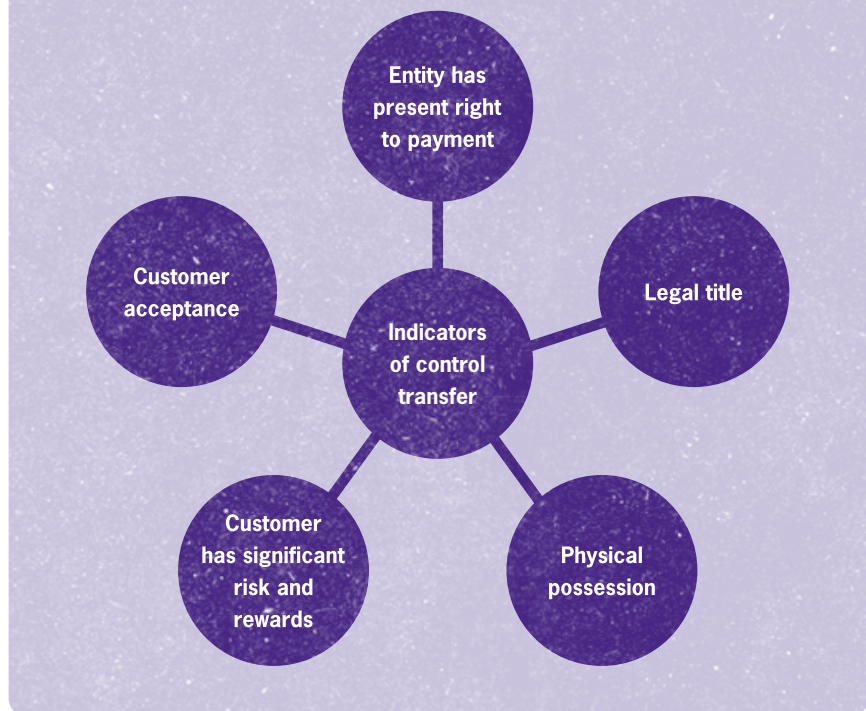 Entity has
present right
to payment
Customer
acceptance
Legal title
Indicators
of control
transfer
Customer
has significant
risk and
rewards
Physical
possession